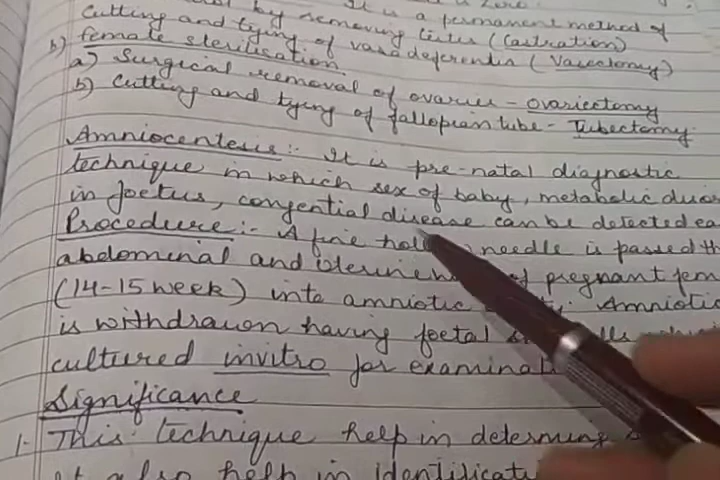 It is a permanent method of
by removing testes (Castration)
Cutting and tying of vasa deferentia (Vasectomy)
b) female sterilisation
a) Surgical removal of ovaries - Ovariectomy
b) Cutting and tying of fallopian tube - Tubectomy
Amniocentesis :- It is pre-natal diagnostic
technique in which sex of baby, metabolic
in foetus, congential disease can be detected
Procedure :- A fine needle is passed
abdominal and uterine of pregnant
(14-15 week) into amniotic
is withdrawn having foetal
cultured invitro for
Significance
1- This technique help in
It also help in